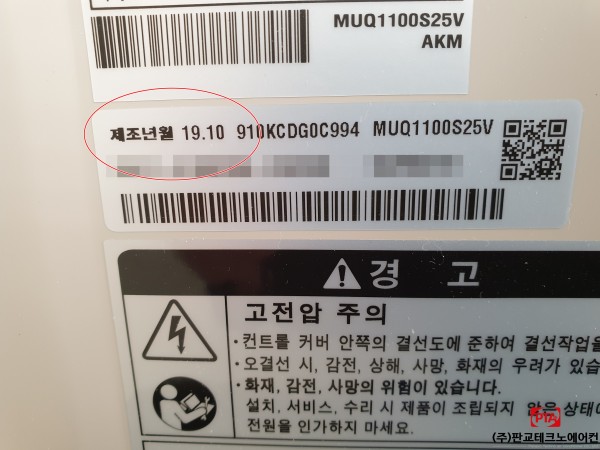 MUQ1100S25V
AKM
제조년월 19.10 910KCDG0C994 MUQ1100S25V
경 고
고전압 주의
·컨트롤 커버 안쪽의 결선도에 준하여 결선작업을
·오결선 시, 감전, 상해, 사망, 화재의 우려가 있습
·화재, 감전, 사망의 위험이 있습니다.
설치, 서비스, 수리 시 제품이 조립되지 않은 상태에
전원을 인가하지 마세요.
PTA
(주)판교테크노에어컨